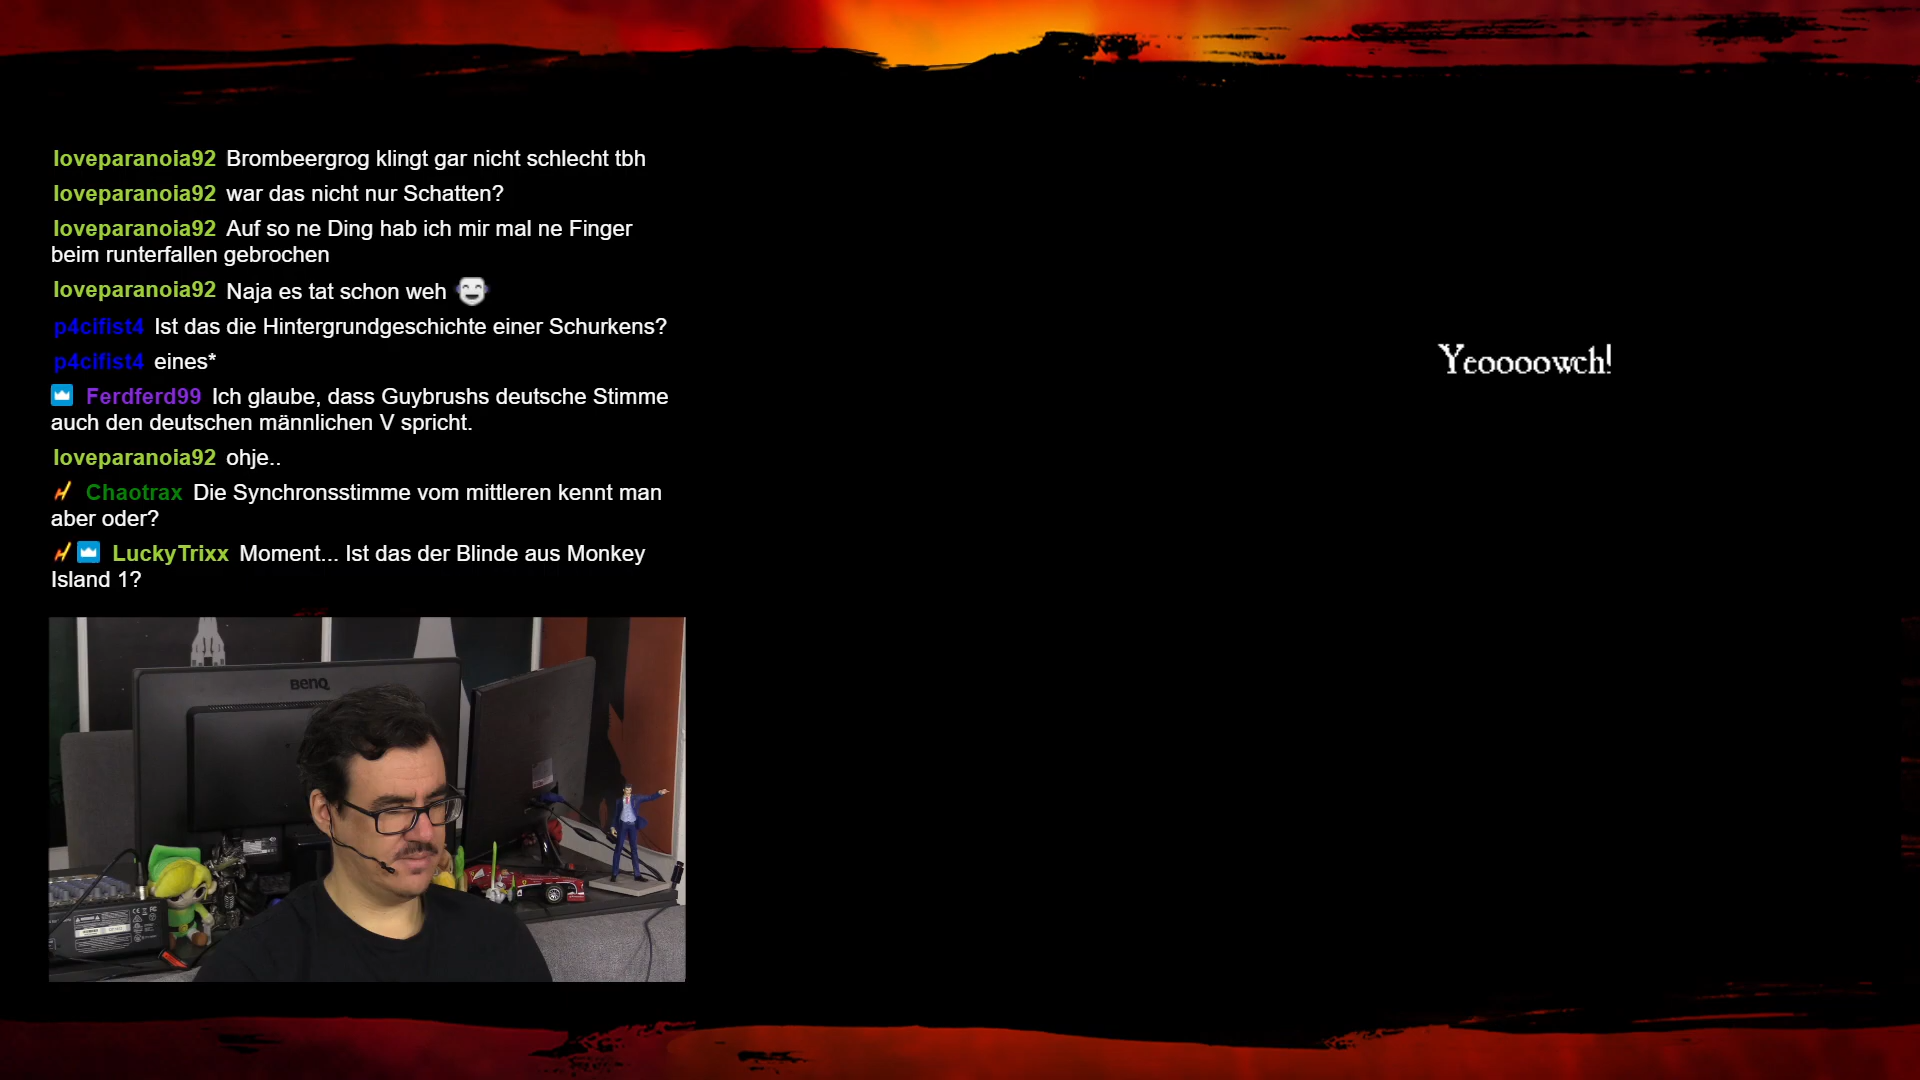 loveparanoia92 Brombeergrog klingt gar nicht schlecht tbh
loveparanoia92 war das nicht nur Schatten?
loveparanoia92 Auf so ne Ding hab ich mir mal ne Finger
beim runterfallen gebrochen
loveparanoia92 Naja es tat schon weh
p4cifist4 Ist das die Hintergrundgeschichte einer Schurkens?
p4cifist4 eines*
Ferdferd99 Ich glaube, dass Guybrushs deutsche Stimme
auch den deutschen männlichen V spricht.
loveparanoia92 ohje..
Chaotrax Die Synchronsstimme vom mittleren kennt man
aber oder?
LuckyTrixx Moment... Ist das der Blinde aus Monkey
Island 1?
Yeoooowch!
BenQ